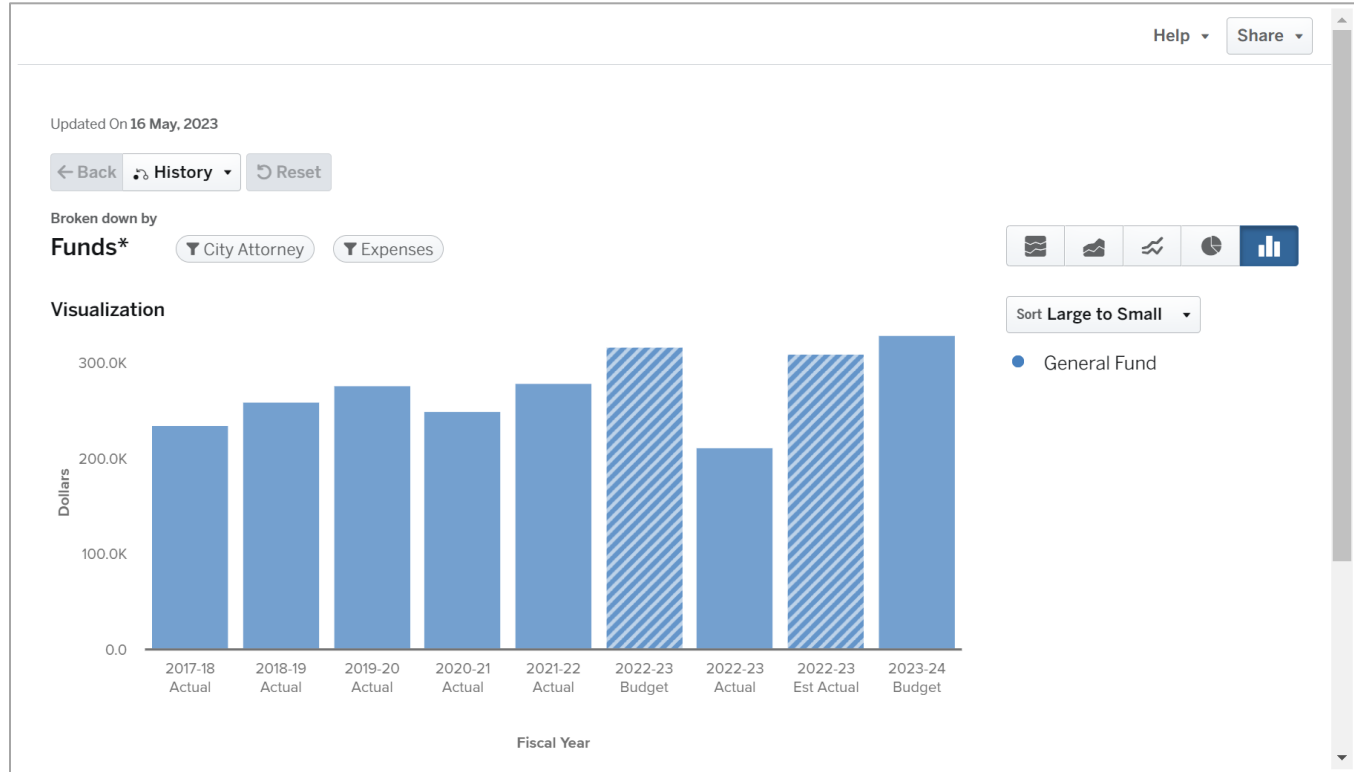 Help
Share
Updated On 16 May, 2023
Back
History
Reset
Broken down by
Funds*
City Attorney
Expenses
Visualization
Sort Large to Small
General Fund
300.0K
200.0K
100.0K
0.0
Dollars
2017-18 Actual
2018-19 Actual
2019-20 Actual
2020-21 Actual
2021-22 Actual
2022-23 Budget
2022-23 Actual
2022-23 Est Actual
2023-24 Budget
Fiscal Year